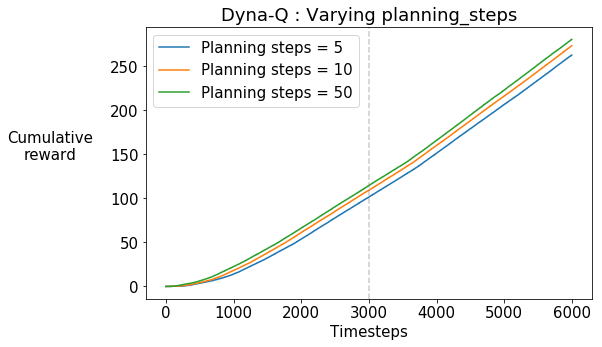 Dyna-Q : Varying planning_steps
Planning steps = 5
Planning steps = 10
Planning steps = 50
Cumulative
reward
250
200
150
100
50
0
0 1000 2000 3000 4000 5000 6000
Timesteps